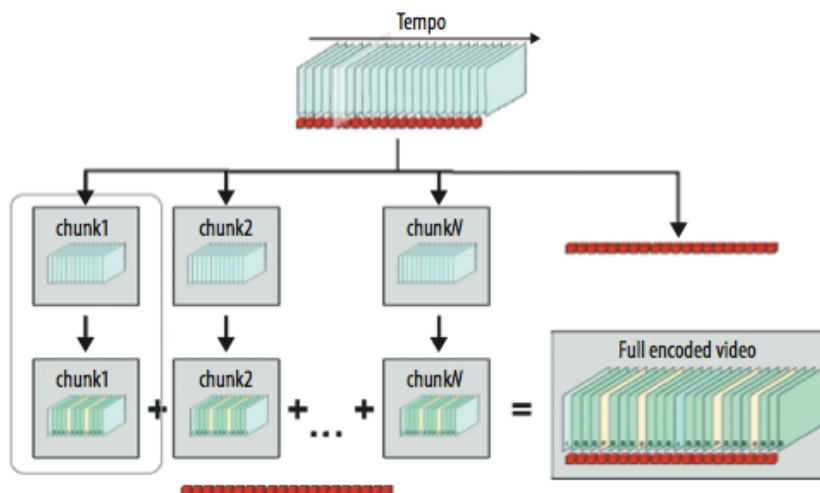 Tempo
chunk1
chunk2
chunkN
chunk1
+
chunk2
+
...
+
chunkN
=
Full encoded video